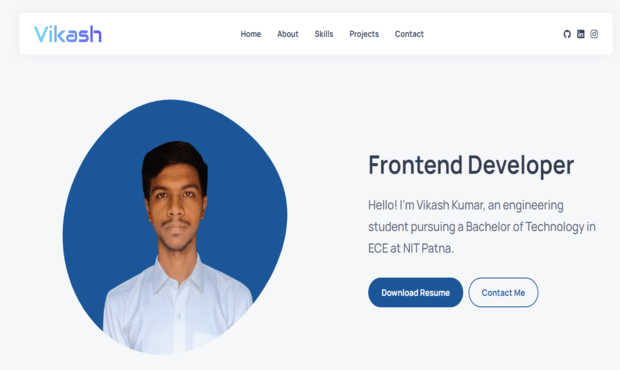 Vikash
Home About Skills Projects Contact
Frontend Developer
Hello! I'm Vikash Kumar, an engineering
student pursuing a Bachelor of Technology in
ECE at NIT Patna.
Download Resume Contact Me